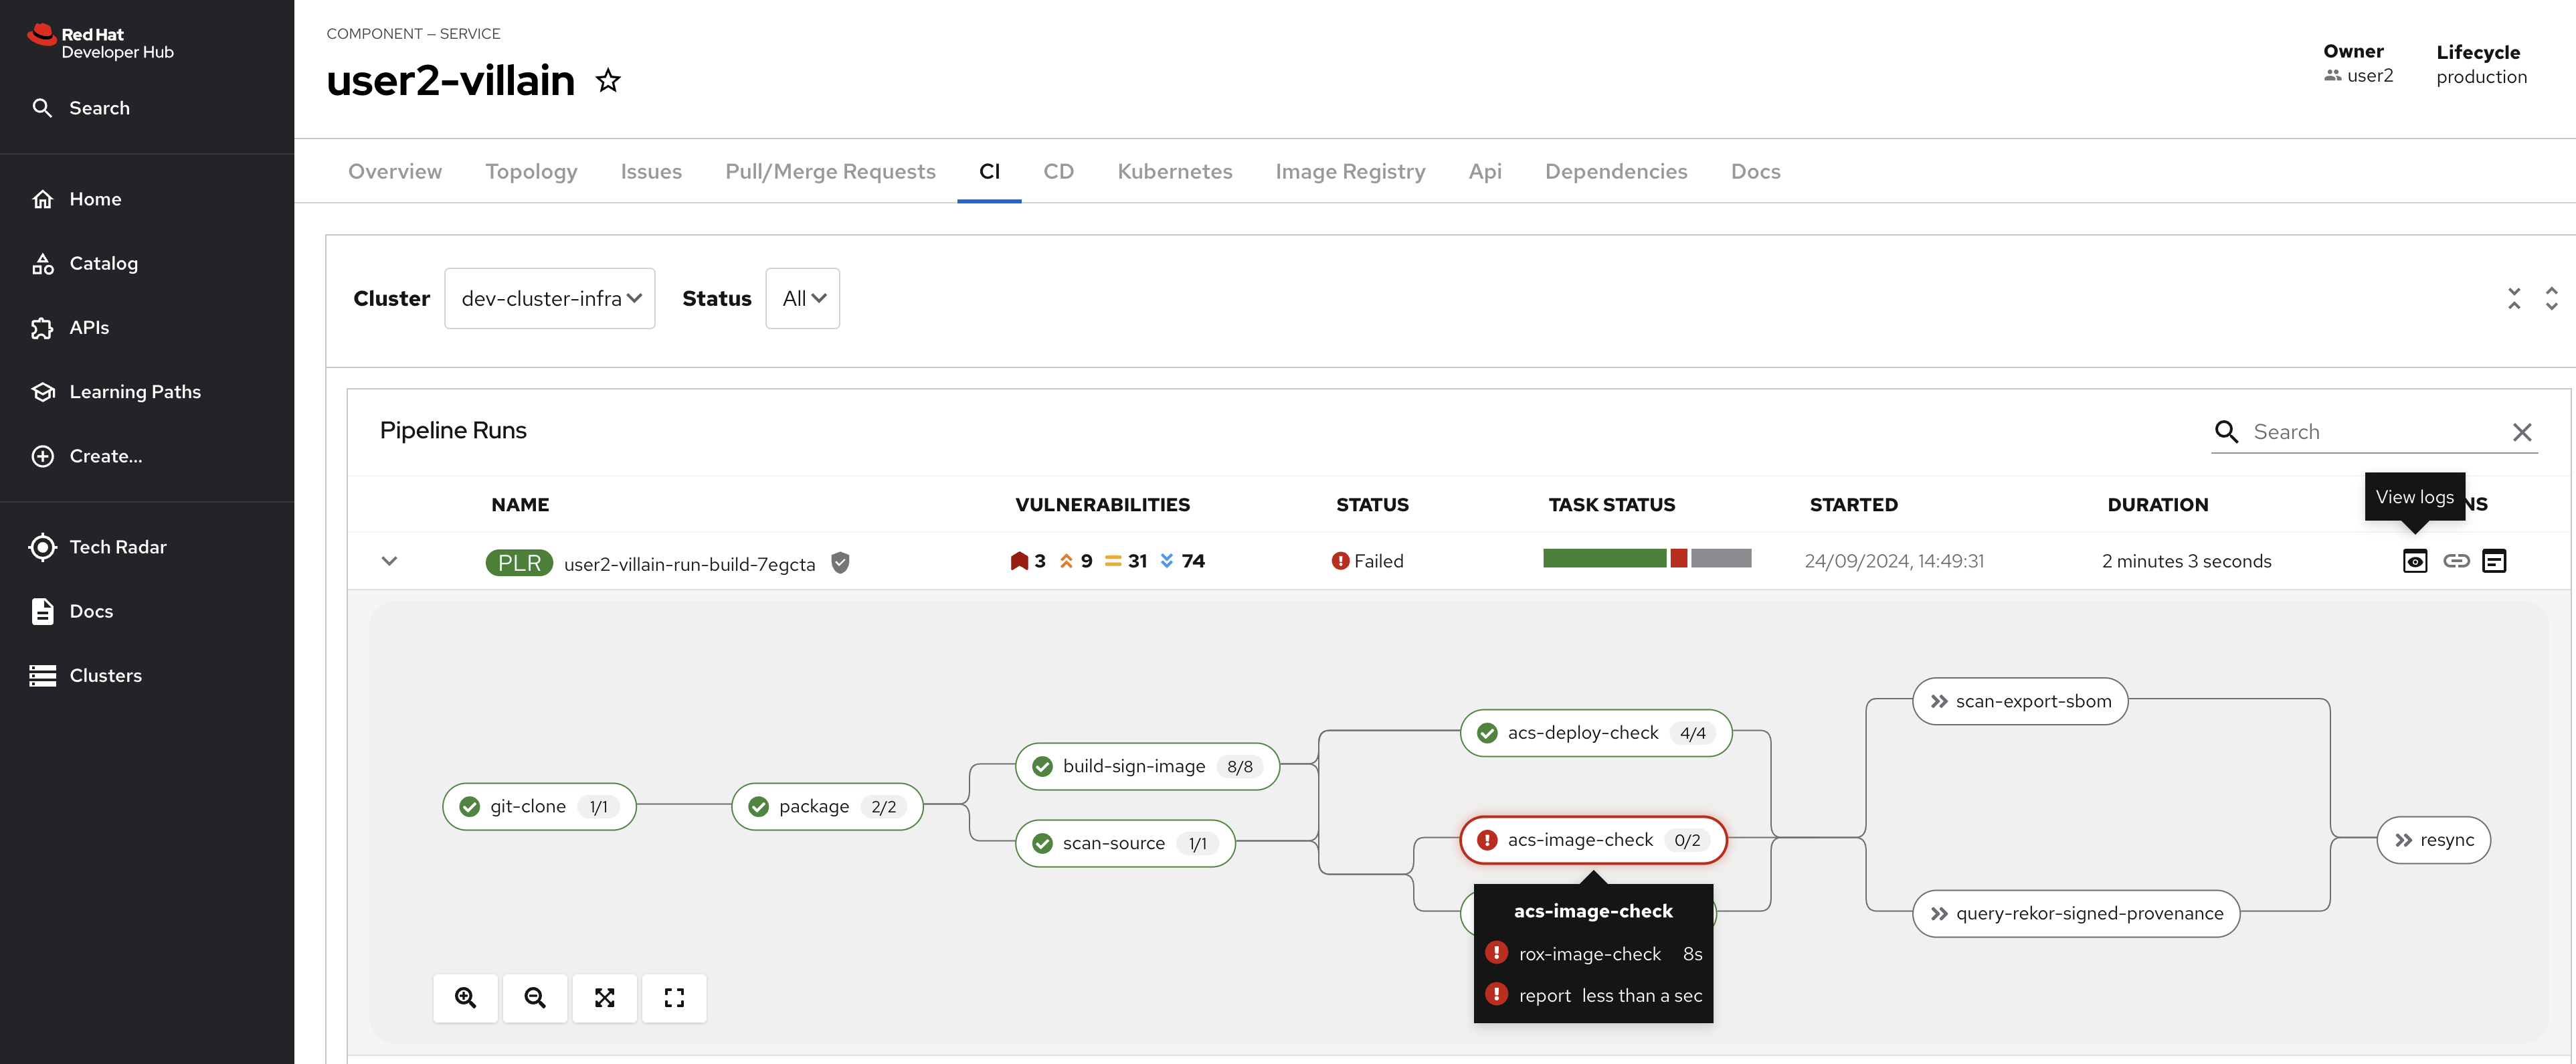 Red Hat
Developer Hub
Search
Home
Catalog
APIs
Learning Paths
Create...
Tech Radar
Docs
Clusters
COMPONENT — SERVICE
user2-villain
Owner
user2
Lifecycle
production
Overview Topology Issues Pull/Merge Requests CI CD Kubernetes Image Registry Api Dependencies Docs
Cluster dev-cluster-infra Status All
Pipeline Runs
Search
View logs
NAME VULNERABILITIES STATUS TASK STATUS STARTED DURATION NS
PLR user2-villain-run-build-7egcta 3 9 31 74 Failed 24/09/2024, 14:49:31 2 minutes 3 seconds
git-clone 1/1
package 2/2
build-sign-image 8/8
scan-source 1/1
acs-deploy-check 4/4
acs-image-check 0/2
acs-image-check
rox-image-check 8s
report less than a sec
scan-export-sbom
query-rekor-signed-provenance
resync